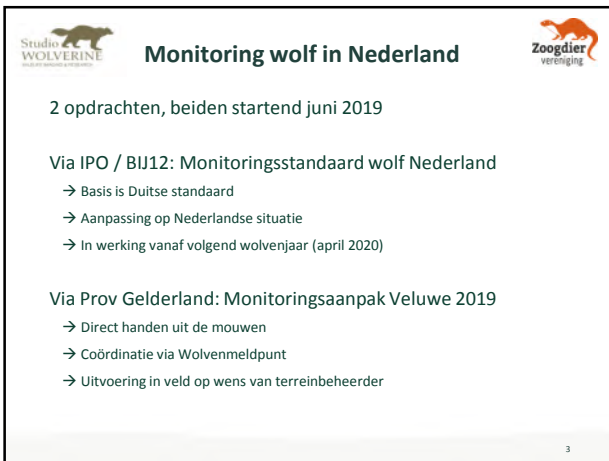 Studio
WOLVERINE
Monitoring wolf in Nederland
Zoogdier
vereniging
2 opdrachten, beiden startend juni 2019
Via IPO / BIJ12: Monitoringsstandaard wolf Nederland
→ Basis is Duitse standaard
→ Aanpassing op Nederlandse situatie
→ In werking vanaf volgend wolvenjaar (april 2020)
Via Prov Gelderland: Monitoringsaanpak Veluwe 2019
→ Direct handen uit de mouwen
→ Coördinatie via Wolvenmeldpunt
→ Uitvoering in veld op wens van terreinbeheerder
3